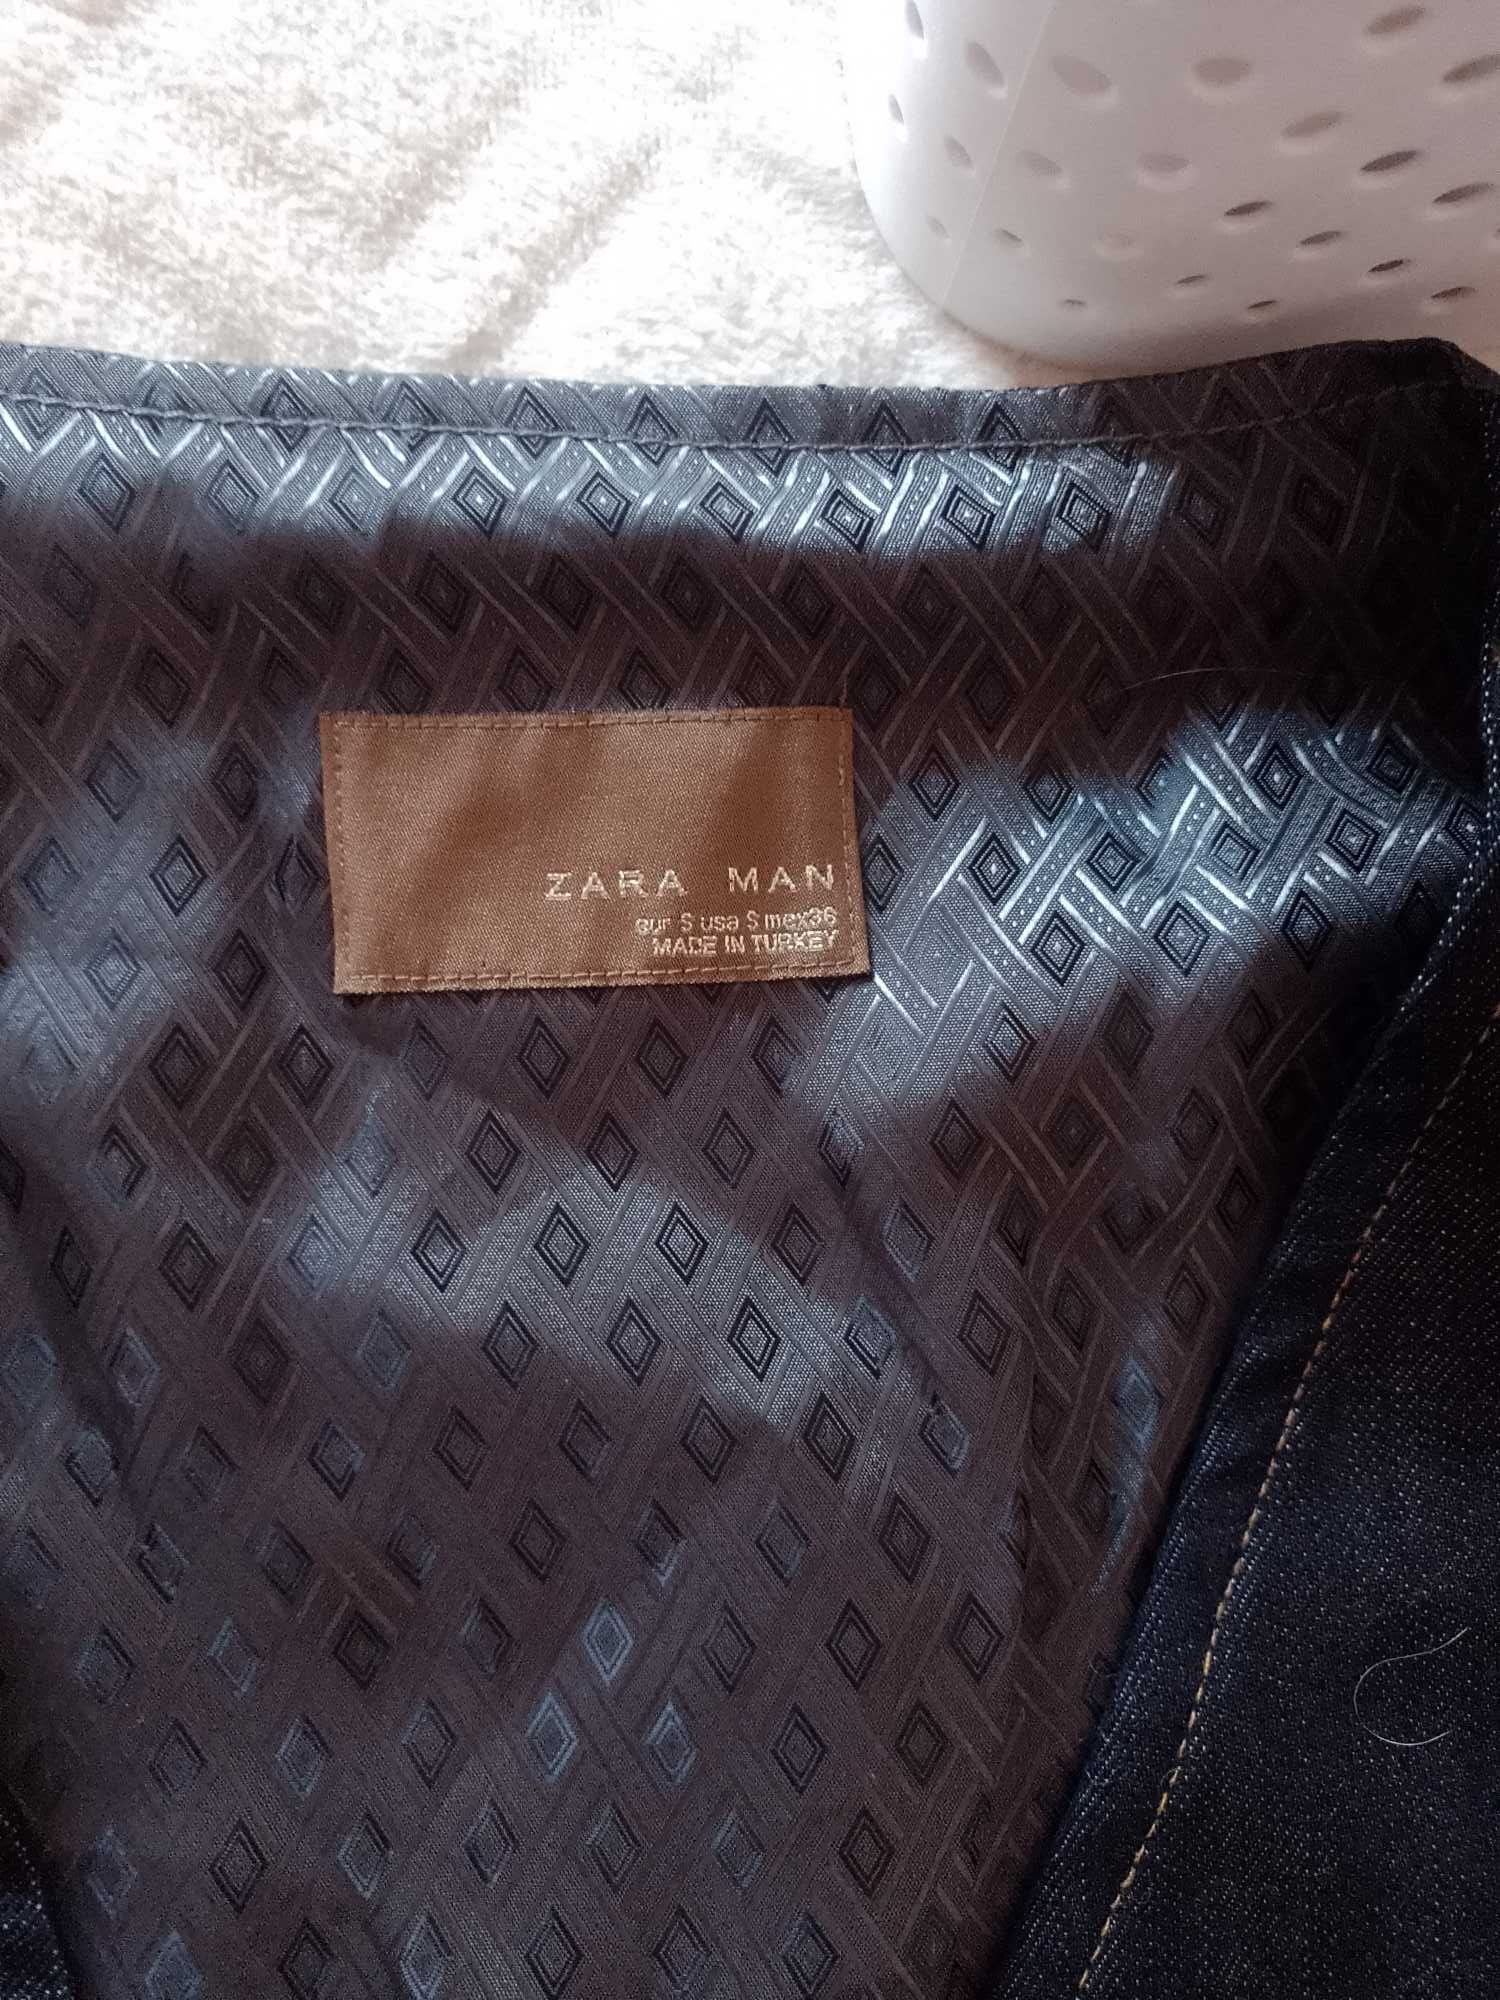 ZARA MAN
eur S usa S mex36
MADE IN TURKEY